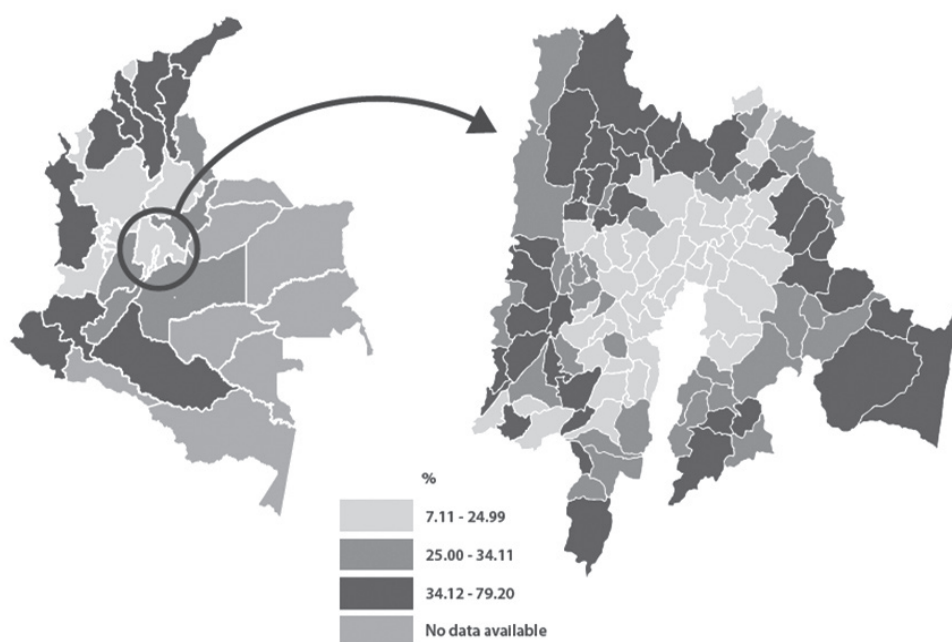 %
7.11 - 24.99
25.00 - 34.11
34.12 - 79.20
No data available